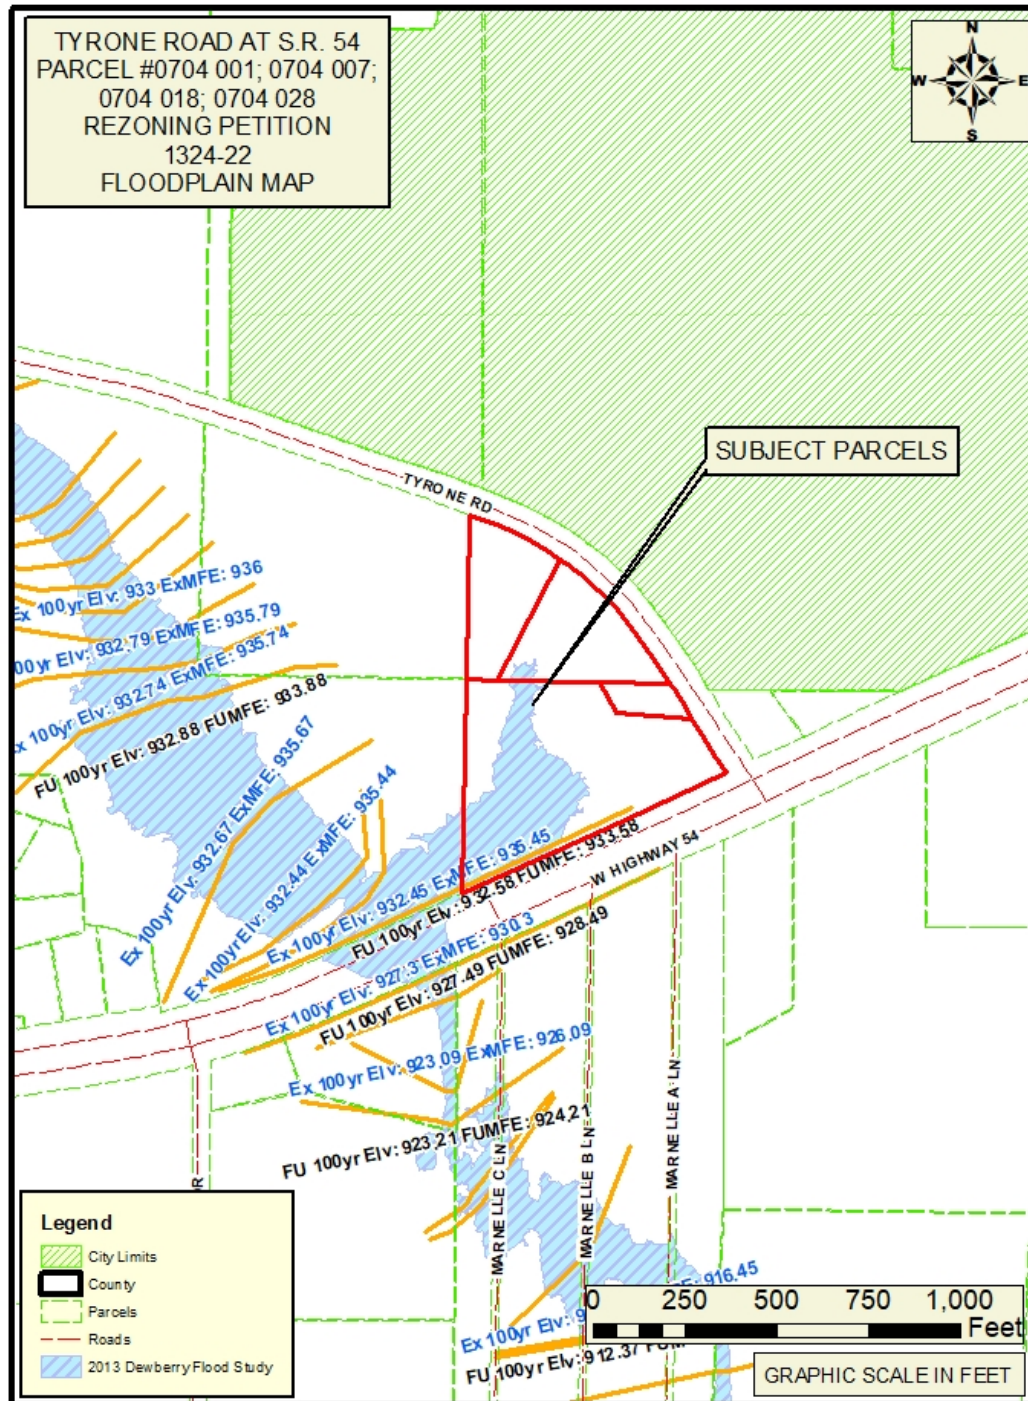 TYRONE ROAD AT S.R. 54
PARCEL #0704 001; 0704 007;
0704 018; 0704 028
REZONING PETITION
1324-22
FLOODPLAIN MAP
N
W E
S
SUBJECT PARCELS
TYRONE RD
Ex 100yr Elv: 933 ExMFE: 936
00yr Elv: 932.79 ExMFE: 935.79
Ex 100yr Elv: 932.74 ExMFE: 935.74
FU 100yr Elv: 932.88 FUMFE: 933.88
Ex 100yr Elv: 932.67 ExMFE: 935.67
Ex 100yr Elv: 932.44 ExMFE: 935.44
Ex 100yr Elv: 932.45 ExMFE: 935.45
FU 100yr Elv: 932.58 FUMFE: 933.58
W HIGHWAY 54
Ex 100yr Elv: 927.3 ExMFE: 930.3
FU 100yr Elv: 927.49 FUMFE: 928.49
Ex 100yr Elv: 923.09 ExMFE: 926.09
FU 100yr Elv: 923.21 FUMFE: 924.21
MARNELLE C LN
MARNELLE B LN
MARNELLE A LN
DR
Ex 100yr Elv: 9 E: 916.45
FU 100yr Elv: 912.37 FUM
Legend
City Limits
County
Parcels
Roads
2013 Dewberry Flood Study
0 250 500 750 1,000
Feet
GRAPHIC SCALE IN FEET